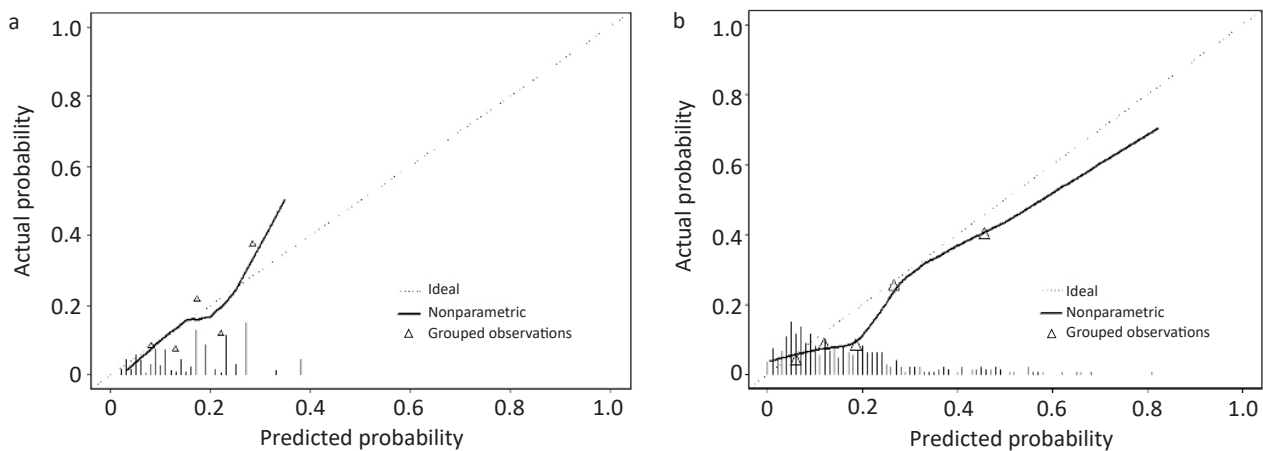 a
1.0
0.8
0.6
0.4
0.2
0
Actual probability
Ideal
Nonparametric
Grouped observations
0 0.2 0.4 0.6 0.8 1.0
Predicted probability
b
1.0
0.8
0.6
0.4
0.2
0
Actual probability
Ideal
Nonparametric
Grouped observations
0 0.2 0.4 0.6 0.8 1.0
Predicted probability